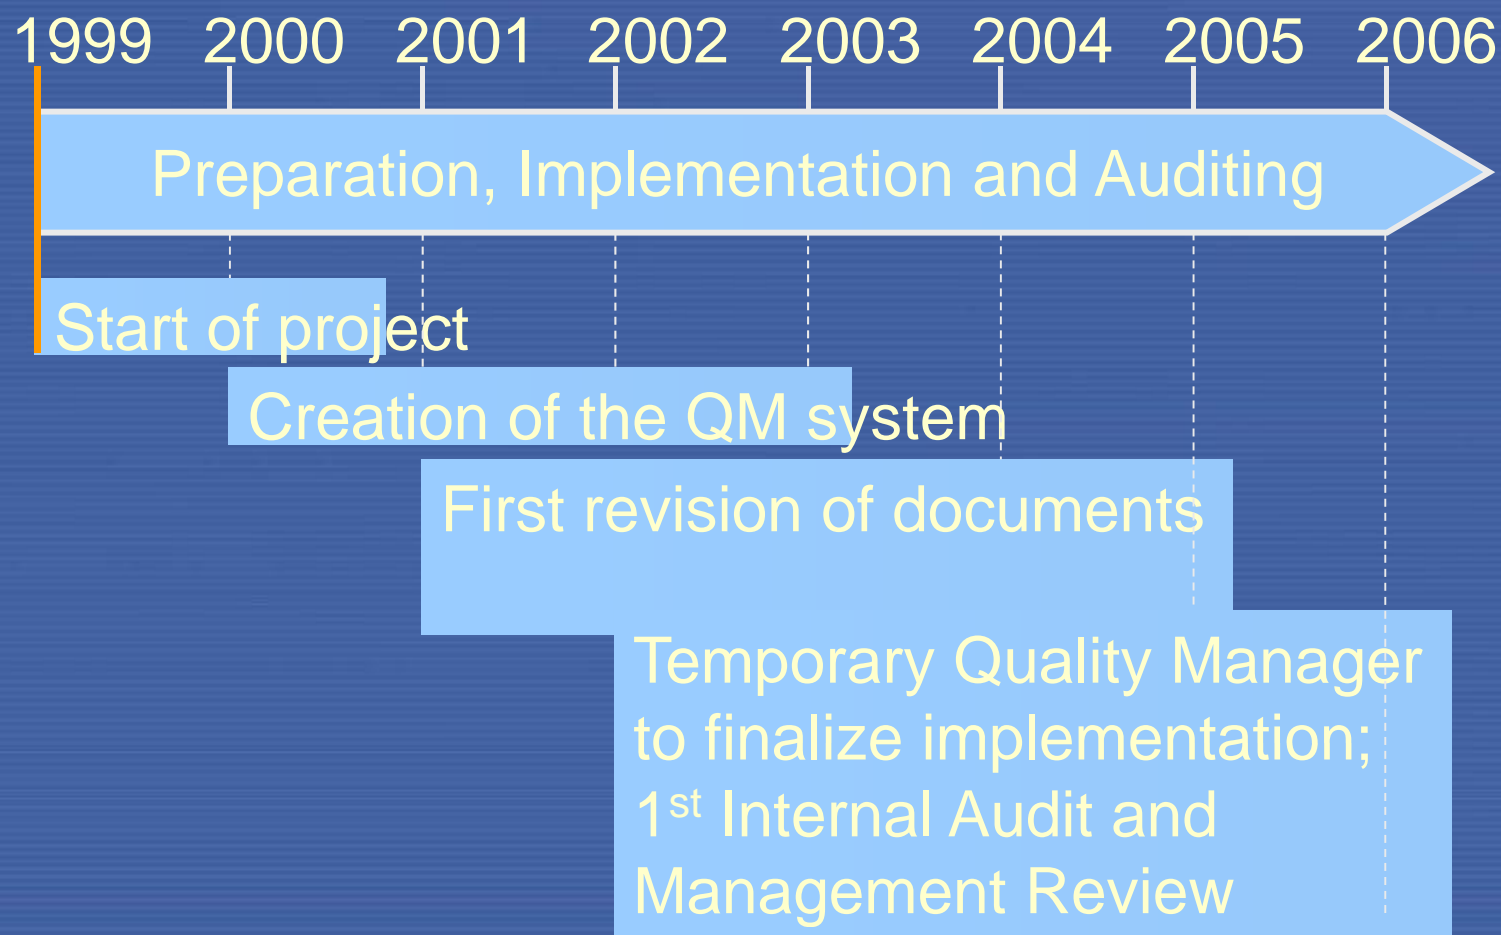 1999 2000 2001 2002 2003 2004 2005 2006
Preparation, Implementation and Auditing
Start of project
Creation of the QM system
First revision of documents
Temporary Quality Manager
to finalize implementation;
1st Internal Audit and
Management Review